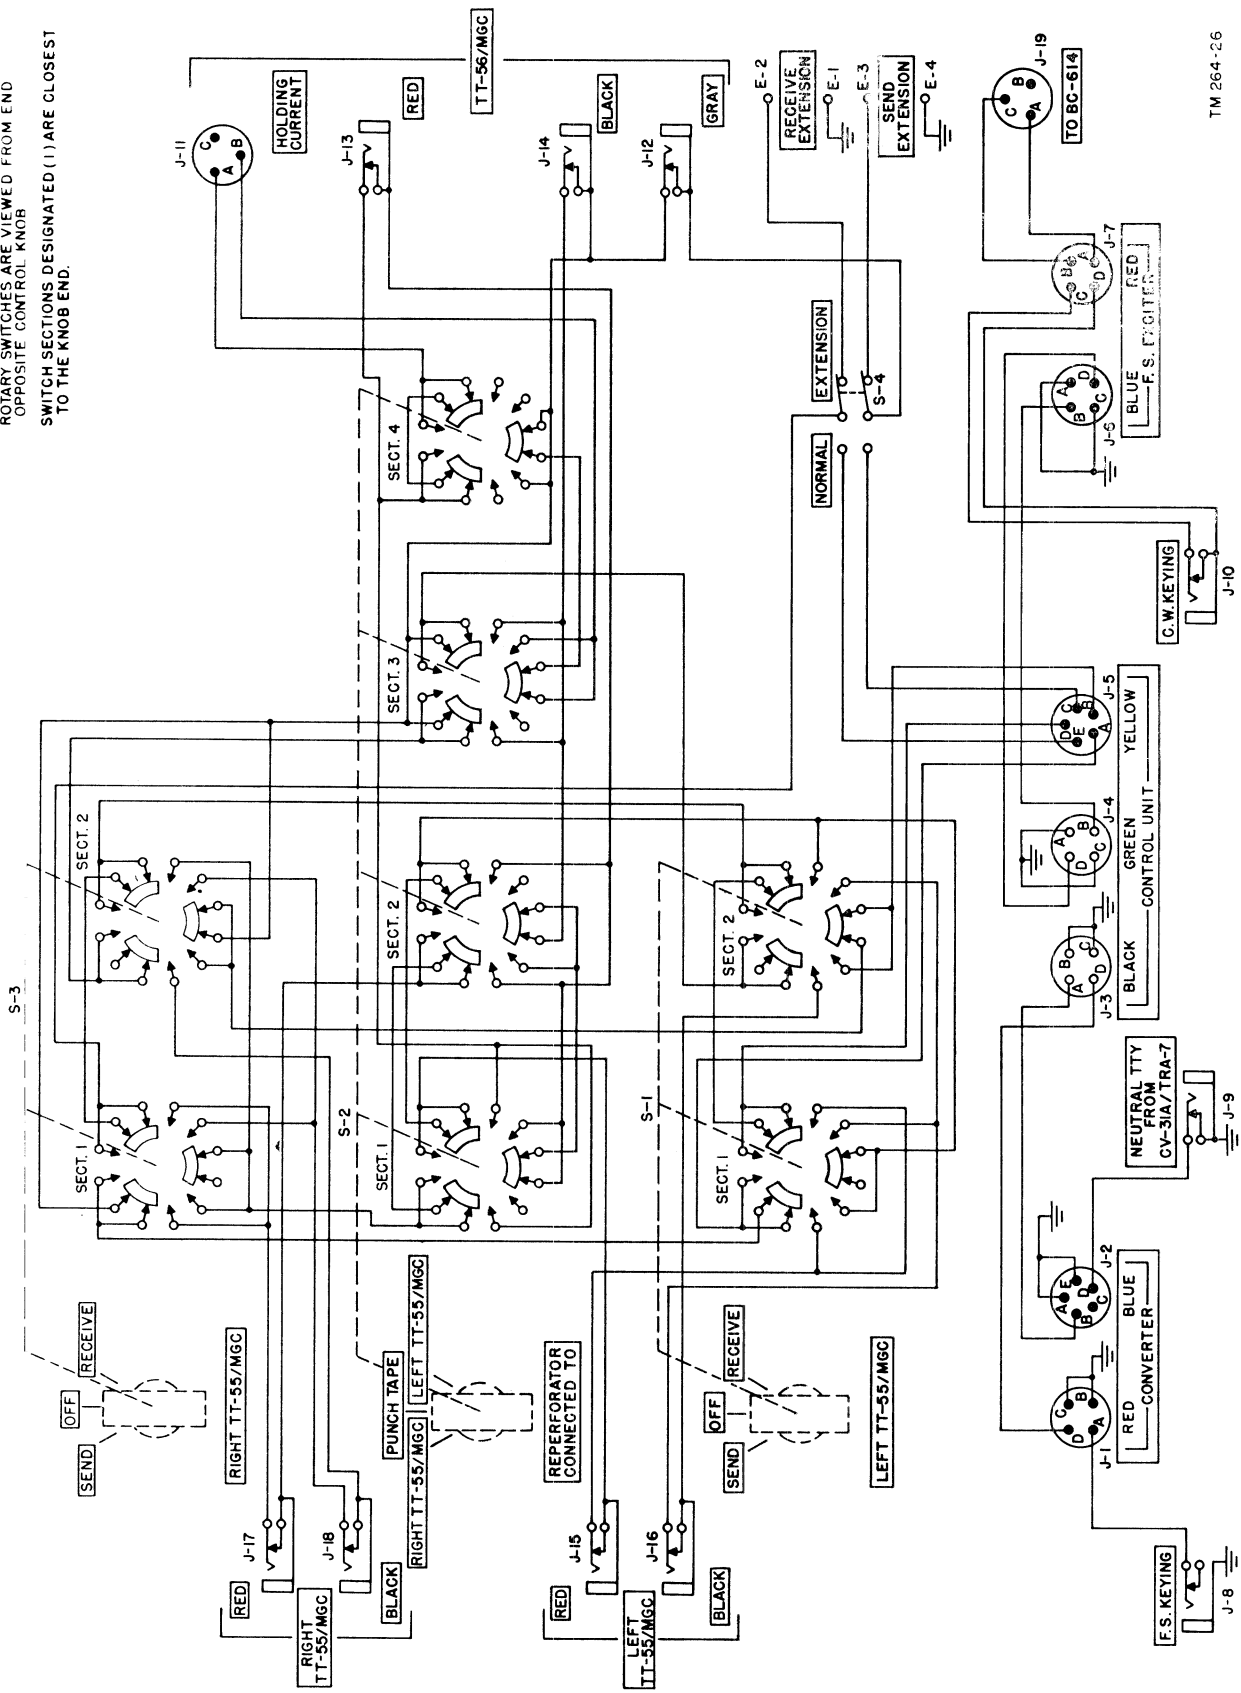 ROTARY SWITCHES ARE VIEWED FROM END
OPPOSITE CONTROL KNOB
SWITCH SECTIONS DESIGNATED (1) ARE CLOSEST
TO THE KNOB END.
TT-56/MGC
J-11
A
B
C
HOLDING
CURRENT
J-13
RED
J-14
BLACK
J-12
GRAY
E-2
RECEIVE
EXTENSION
E-1
E-3
SEND
EXTENSION
E-4
J-19
A
B
C
TO BC-614
TM 264-26
EXTENSION
S-4
NORMAL
SECT. 4
SECT. 3
SECT. 2
SECT. 2
SECT. 2
SECT. 1
SECT. 1
SECT. 1
S-3
S-2
S-1
J-7
A
B
C
D
RED
J-6
A
B
C
D
BLUE
F. S. EXCITER
C.W. KEYING
J-10
J-5
A
B
C
D
E
YELLOW
J-4
A
B
C
D
GREEN
J-3
A
B
C
D
BLACK
CONTROL UNIT
NEUTRAL TTY
FROM
CV-31A/TRA-7
J-9
J-2
A
B
C
D
E
BLUE
J-1
A
B
C
D
RED
CONVERTER
F.S. KEYING
J-8
SEND
OFF
RECEIVE
RIGHT TT-55/MGC
PUNCH TAPE
RIGHT TT-55/MGC
LEFT TT-55/MGC
REPERFORATOR
CONNECTED TO
SEND
OFF
RECEIVE
LEFT TT-55/MGC
J-17
RED
J-18
BLACK
RIGHT
TT-55/MGC
J-15
RED
J-16
BLACK
LEFT
TT-55/MGC